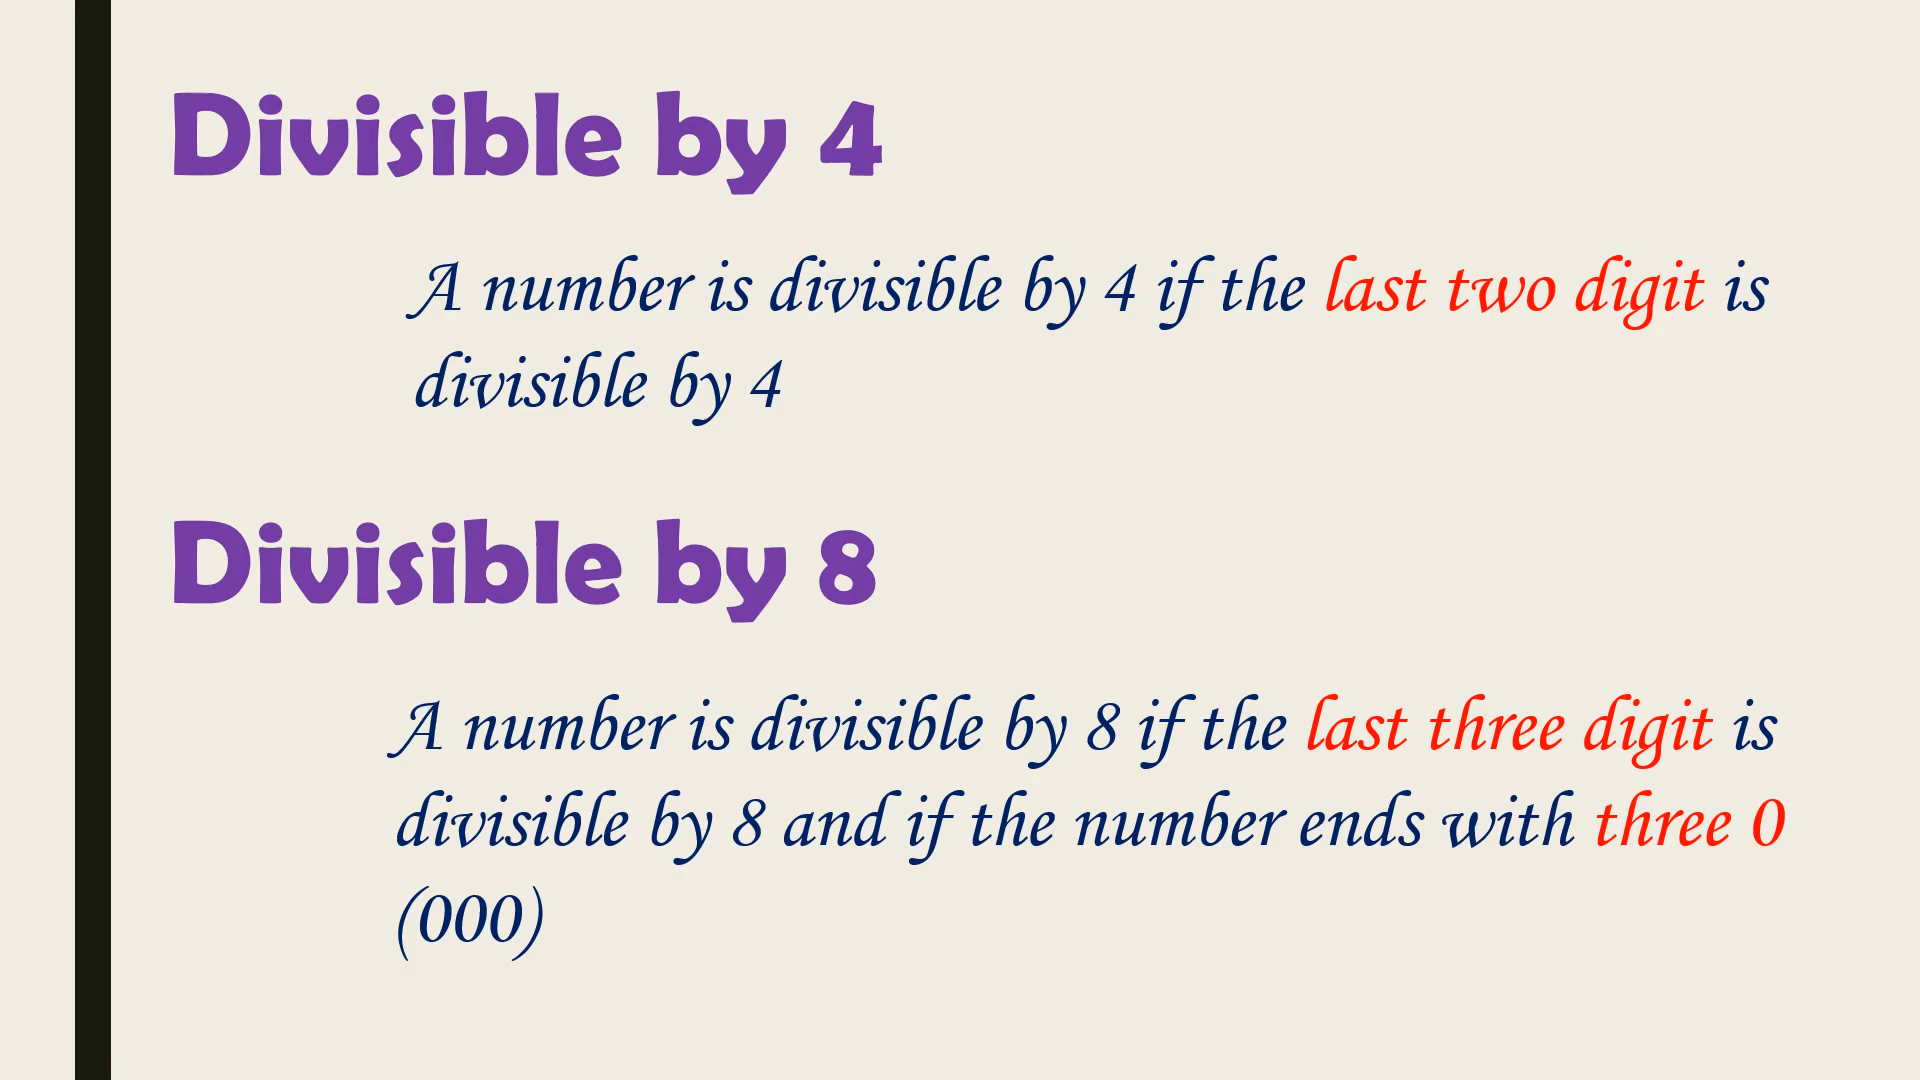 Divisible by 4
A number is divisible by 4 if the last two digit is
divisible by 4
Divisible by 8
A number is divisible by 8 if the last three digit is
divisible by 8 and if the number ends with three 0
(000)